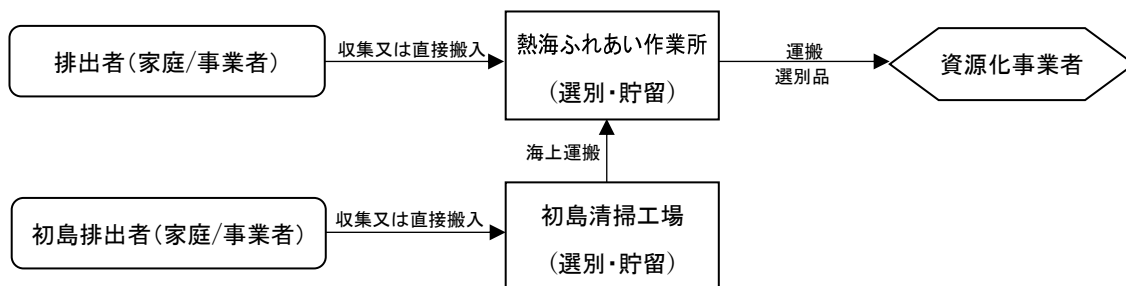 排出者(家庭/事業者)
収集又は直接搬入
熱海ふれあい作業所
(選別・貯留)
運搬
選別品
資源化事業者
海上運搬
初島排出者(家庭/事業者)
収集又は直接搬入
初島清掃工場
(選別・貯留)